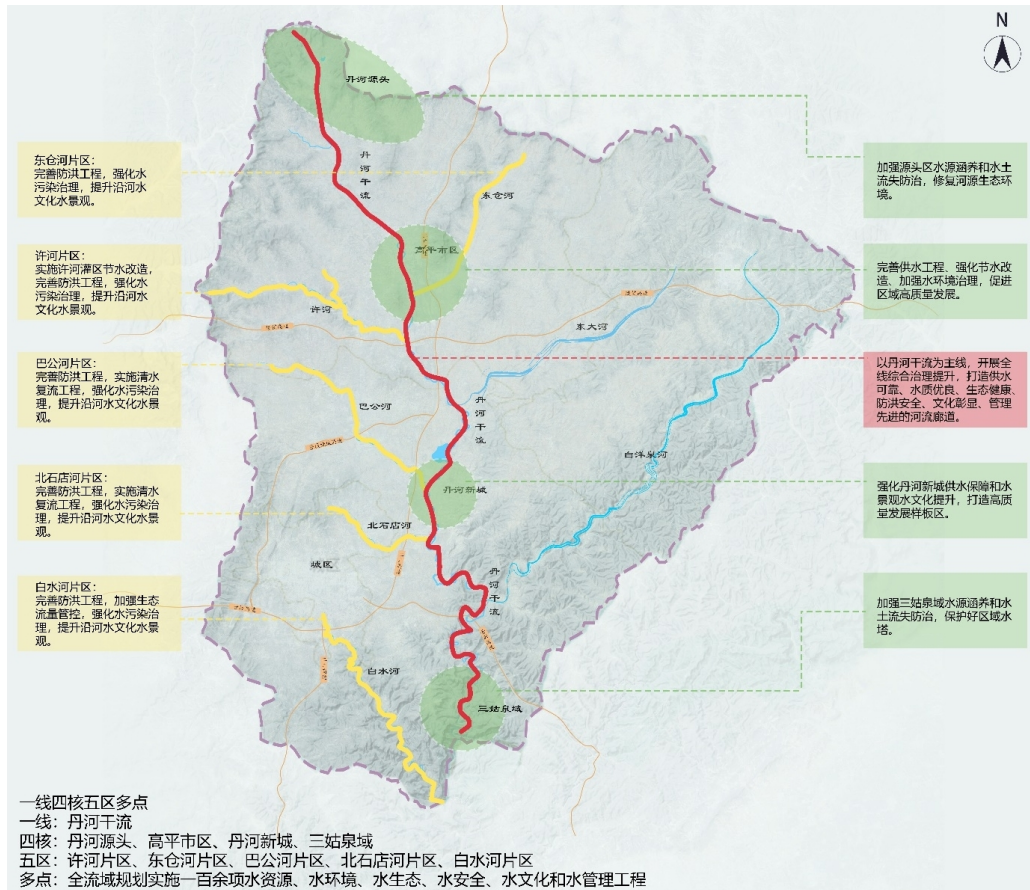 N
丹河源头
丹河干流
东仓河
高平市区
许河
东大河
巴公河
丹河干流
白洋泉河
丹河新城
北石店河
城区
丹河干流
白水河
三姑泉域
东仓河片区：
完善防洪工程，强化水
污染治理，提升沿河水
文化水景观。
许河片区：
实施许河灌区节水改造，
完善防洪工程，强化水
污染治理，提升沿河水
文化水景观。
巴公河片区：
完善防洪工程，实施清水
复流工程，强化水污染治
理，提升沿河水文化水景
观。
北石店河片区：
完善防洪工程，实施清水
复流工程，强化水污染治
理，提升沿河水文化水景
观。
白水河片区：
完善防洪工程，加强生态
流量管控，强化水污染治
理，提升沿河水文化水景
观。
加强源头区水源涵养和水土
流失防治，修复河源生态环
境。
完善供水工程、强化节水改
造、加强水环境治理，促进
区域高质量发展。
以丹河干流为主线，开展全
线综合治理提升，打造供水
可靠、水质优良、生态健康、
防洪安全、文化彰显、管理
先进的河流廊道。
强化丹河新城供水保障和水
景观水文化提升，打造高质
量发展样板区。
加强三姑泉域水源涵养和水
土流失防治，保护好区域水
塔。
一线四核五区多点
一线：丹河干流
四核：丹河源头、高平市区、丹河新城、三姑泉域
五区：许河片区、东仓河片区、巴公河片区、北石店河片区、白水河片区
多点：全流域规划实施一百余项水资源、水环境、水生态、水安全、水文化和水管理工程